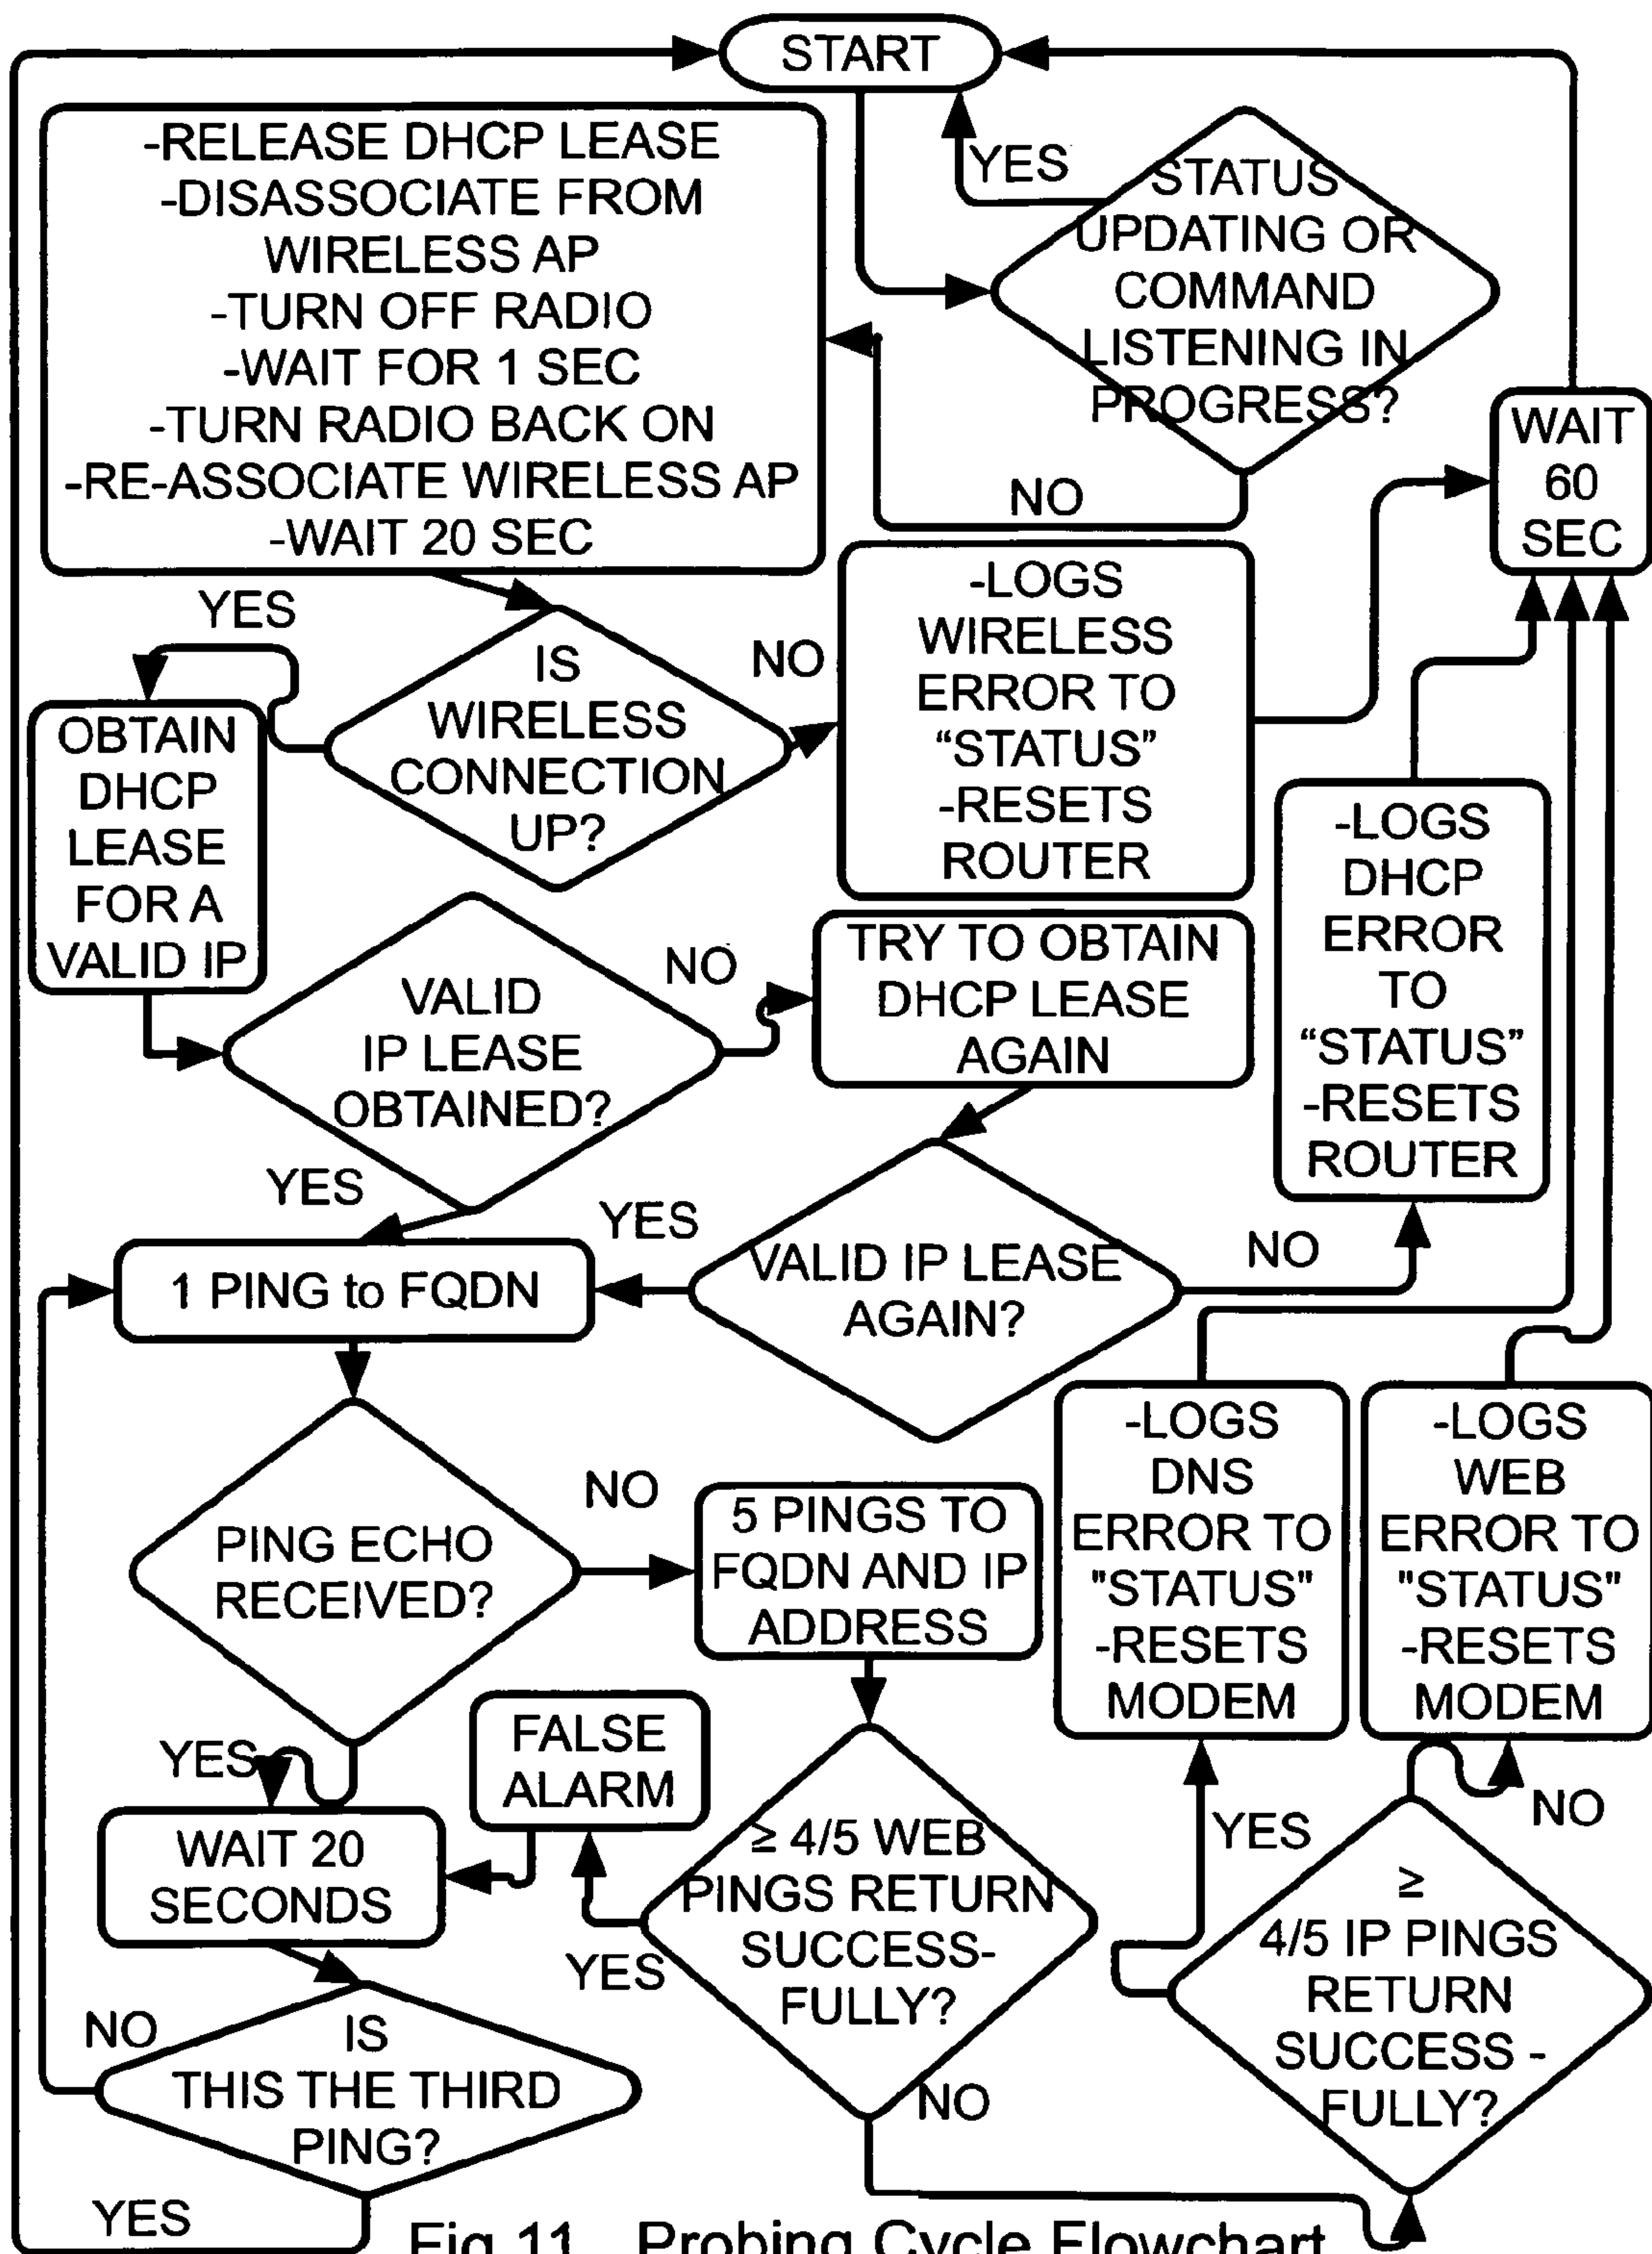 START
-RELEASE DHCP LEASE
-DISASSOCIATE FROM
WIRELESS AP
-TURN OFF RADIO
-WAIT FOR 1 SEC
-TURN RADIO BACK ON
-RE-ASSOCIATE WIRELESS AP
-WAIT 20 SEC
YES
STATUS
UPDATING OR
COMMAND
LISTENING IN
PROGRESS?
NO
WAIT
60
SEC
YES
IS
WIRELESS
CONNECTION
UP?
NO
-LOGS
WIRELESS
ERROR TO
“STATUS”
-RESETS
ROUTER
OBTAIN
DHCP
LEASE
FOR A
VALID IP
-LOGS
DHCP
ERROR
TO
“STATUS”
-RESETS
ROUTER
VALID
IP LEASE
OBTAINED?
NO
TRY TO OBTAIN
DHCP LEASE
AGAIN
YES
YES
VALID IP LEASE
AGAIN?
NO
1 PING to FQDN
PING ECHO
RECEIVED?
NO
5 PINGS TO
FQDN AND IP
ADDRESS
-LOGS
DNS
ERROR TO
"STATUS"
-RESETS
MODEM
-LOGS
WEB
ERROR TO
"STATUS"
-RESETS
MODEM
YES
FALSE
ALARM
WAIT 20
SECONDS
≥ 4/5 WEB
PINGS RETURN
SUCCESS-
FULLY?
YES
YES
NO
≥
4/5 IP PINGS
RETURN
SUCCESS -
FULLY?
NO
IS
THIS THE THIRD
PING?
NO
YES
Fig 11 Probing Cycle Flowchart